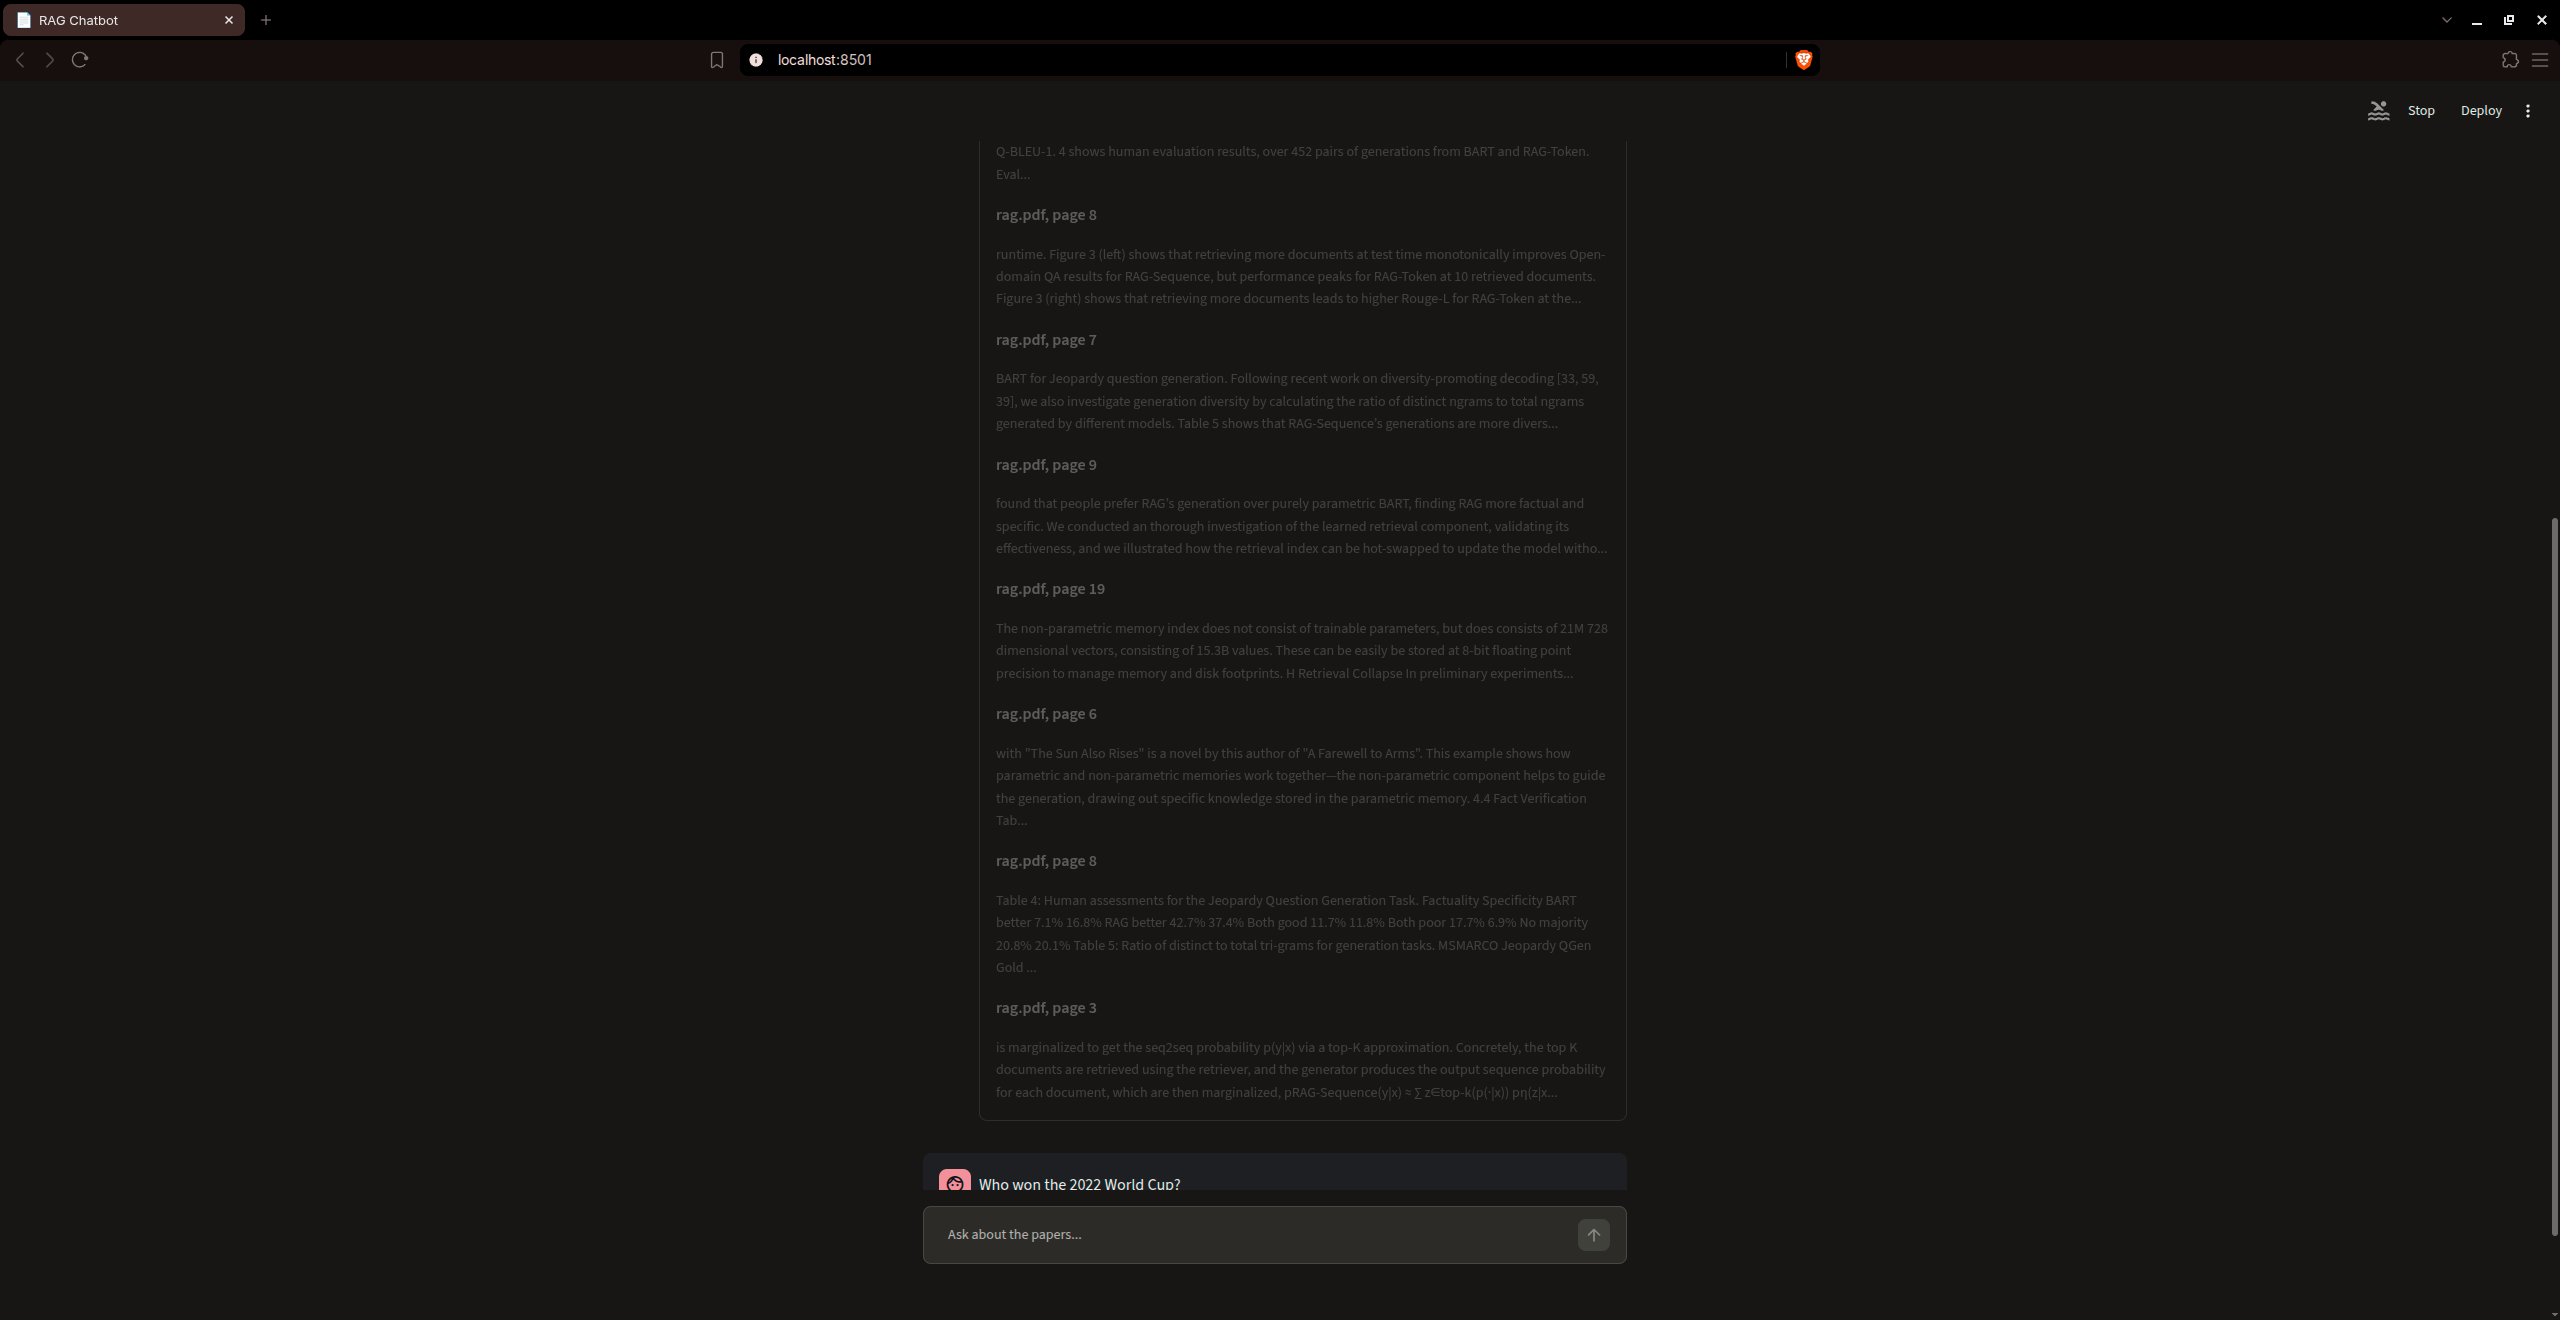 RAG Chatbot
localhost:8501
Stop Deploy
Q-BLEU-1. 4 shows human evaluation results, over 452 pairs of generations from BART and RAG-Token.
Eval...
rag.pdf, page 8
runtime. Figure 3 (left) shows that retrieving more documents at test time monotonically improves Open-
domain QA results for RAG-Sequence, but performance peaks for RAG-Token at 10 retrieved documents.
Figure 3 (right) shows that retrieving more documents leads to higher Rouge-L for RAG-Token at the...
rag.pdf, page 7
BART for Jeopardy question generation. Following recent work on diversity-promoting decoding [33, 59,
39], we also investigate generation diversity by calculating the ratio of distinct ngrams to total ngrams
generated by different models. Table 5 shows that RAG-Sequence's generations are more divers...
rag.pdf, page 9
found that people prefer RAG's generation over purely parametric BART, finding RAG more factual and
specific. We conducted an thorough investigation of the learned retrieval component, validating its
effectiveness, and we illustrated how the retrieval index can be hot-swapped to update the model witho...
rag.pdf, page 19
The non-parametric memory index does not consist of trainable parameters, but does consists of 21M 728
dimensional vectors, consisting of 15.3B values. These can be easily be stored at 8-bit floating point
precision to manage memory and disk footprints. H Retrieval Collapse In preliminary experiments...
rag.pdf, page 6
with "The Sun Also Rises" is a novel by this author of "A Farewell to Arms". This example shows how
parametric and non-parametric memories work together—the non-parametric component helps to guide
the generation, drawing out specific knowledge stored in the parametric memory. 4.4 Fact Verification
Tab...
rag.pdf, page 8
Table 4: Human assessments for the Jeopardy Question Generation Task. Factuality Specificity BART
better 7.1% 16.8% RAG better 42.7% 37.4% Both good 11.7% 11.8% Both poor 17.7% 6.9% No majority
20.8% 20.1% Table 5: Ratio of distinct to total tri-grams for generation tasks. MSMARCO Jeopardy QGen
Gold ...
rag.pdf, page 3
is marginalized to get the seq2seq probability p(y|x) via a top-K approximation. Concretely, the top K
documents are retrieved using the retriever, and the generator produces the output sequence probability
for each document, which are then marginalized, pRAG-Sequence(y|x) ≈ ∑ z∈top-k(p(·|x)) pη(z|x...
Who won the 2022 World Cup?
Ask about the papers...